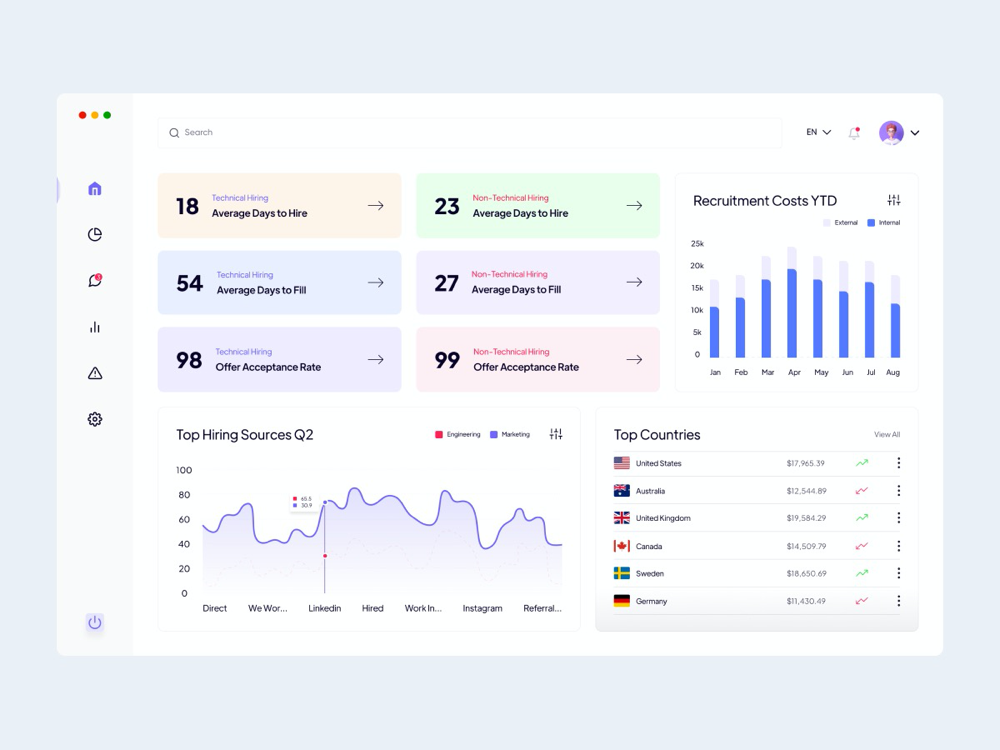 Search
EN
18
Technical Hiring
Average Days to Hire
23
Non-Technical Hiring
Average Days to Hire
54
Technical Hiring
Average Days to Fill
27
Non-Technical Hiring
Average Days to Fill
98
Technical Hiring
Offer Acceptance Rate
99
Non-Technical Hiring
Offer Acceptance Rate
Recruitment Costs YTD
External Internal
25k
20k
15k
10k
5k
0
Jan Feb Mar Apr May Jun Jul Aug
Top Hiring Sources Q2
Engineering Marketing
100
80
60
40
20
0
65.5
30.9
Direct We Wor... Linkedin Hired Work In... Instagram Referral...
Top Countries
View All
United States $17,965.39
Australia $12,544.89
United Kingdom $19,584.29
Canada $14,509.79
Sweden $18,650.69
Germany $11,430.49